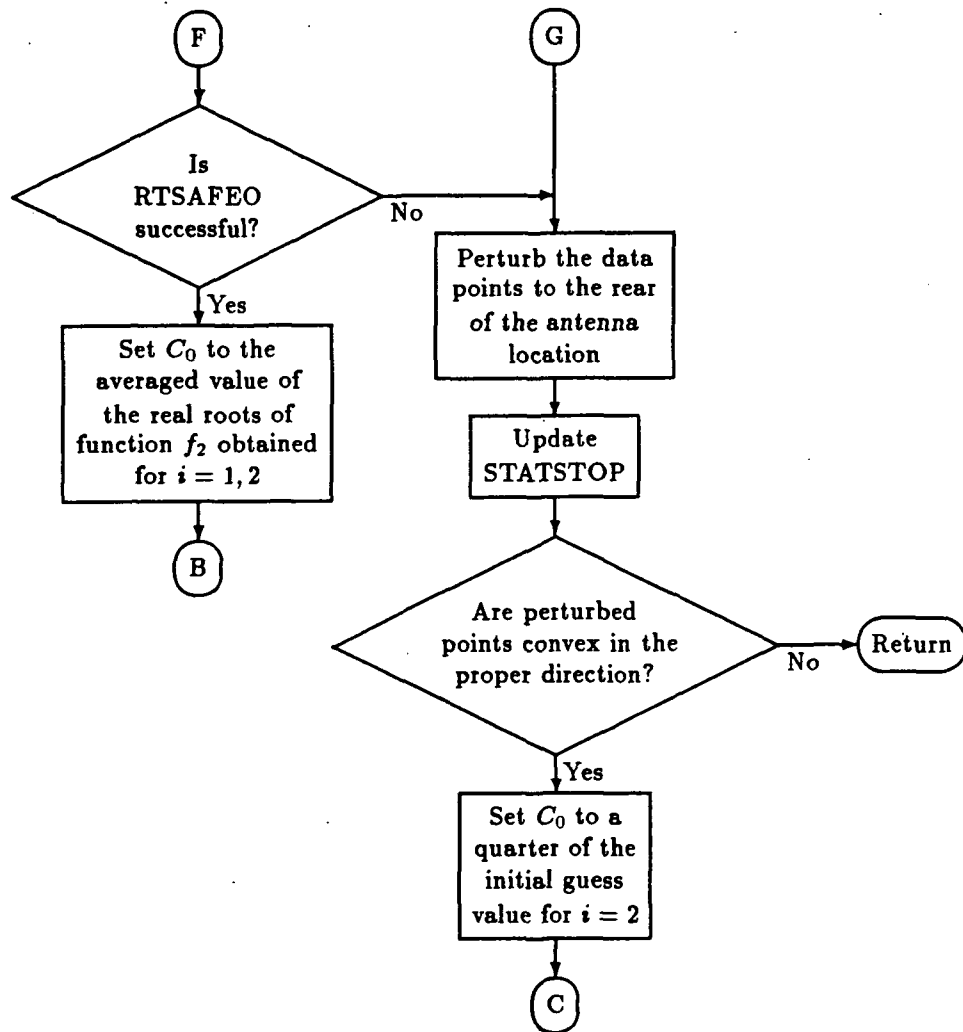 F
G
Is
RTSAFEO
successful?
No
Yes
Perturb the data
points to the rear
of the antenna
location
Set C₀ to the
averaged value of
the real roots of
function f₂ obtained
for i = 1, 2
Update
STATSTOP
B
Are perturbed
points convex in the
proper direction?
No
Return
Yes
Set C₀ to a
quarter of the
initial guess
value for i = 2
C